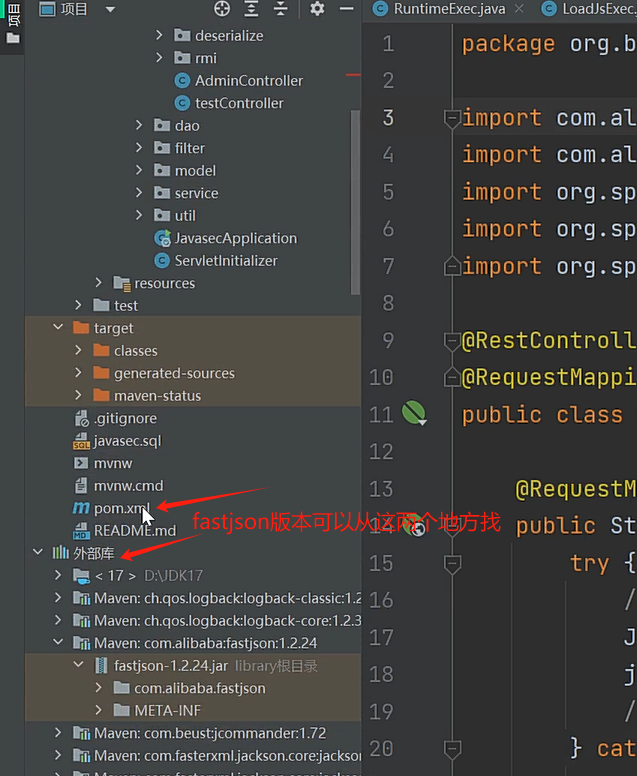 项目
项目
RuntimeExec.java
LoadJsExec.
deserialize
rmi
AdminController
testController
dao
filter
model
service
util
JavasecApplication
ServletInitializer
resources
test
target
classes
generated-sources
maven-status
.gitignore
javasec.sql
mvnw
mvnw.cmd
pom.xml
README.md
fastjson版本可以从这两个地方找
外部库
< 17 > D:\JDK17
Maven: ch.qos.logback:logback-classic:1.2
Maven: ch.qos.logback:logback-core:1.2.3
Maven: com.alibaba:fastjson:1.2.24
fastjson-1.2.24.jar library根目录
com.alibaba.fastjson
META-INF
Maven: com.beust:jcommander:1.72
Maven: com.fasterxml.jackson.core:jackso
Maven: com.fasterxml.jackson.core:jackso
1 package org.b
2
3 import com.al
4 import com.al
5 import org.sp
6 import org.sp
7 import org.sp
8
9 @RestControll
10 @RequestMappi
11 public class
12
13 @RequestM
14 public St
15 try {
16 /
17 J
18 j
19 /
20 } cat